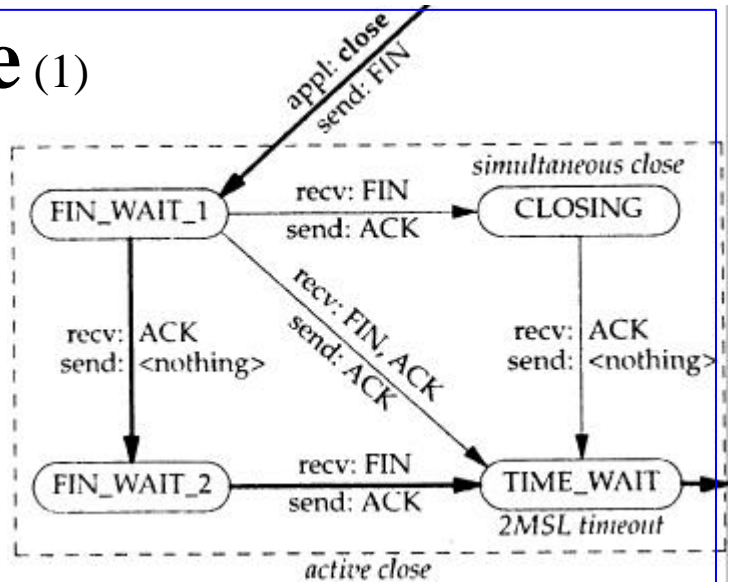 e (1)
appl: close
send: FIN
simultaneous close
FIN_WAIT_1
recv: FIN
send: ACK
CLOSING
recv: ACK
send: <nothing>
recv: FIN, ACK
send: ACK
recv: ACK
send: <nothing>
FIN_WAIT_2
recv: FIN
send: ACK
TIME_WAIT
2MSL timeout
active close